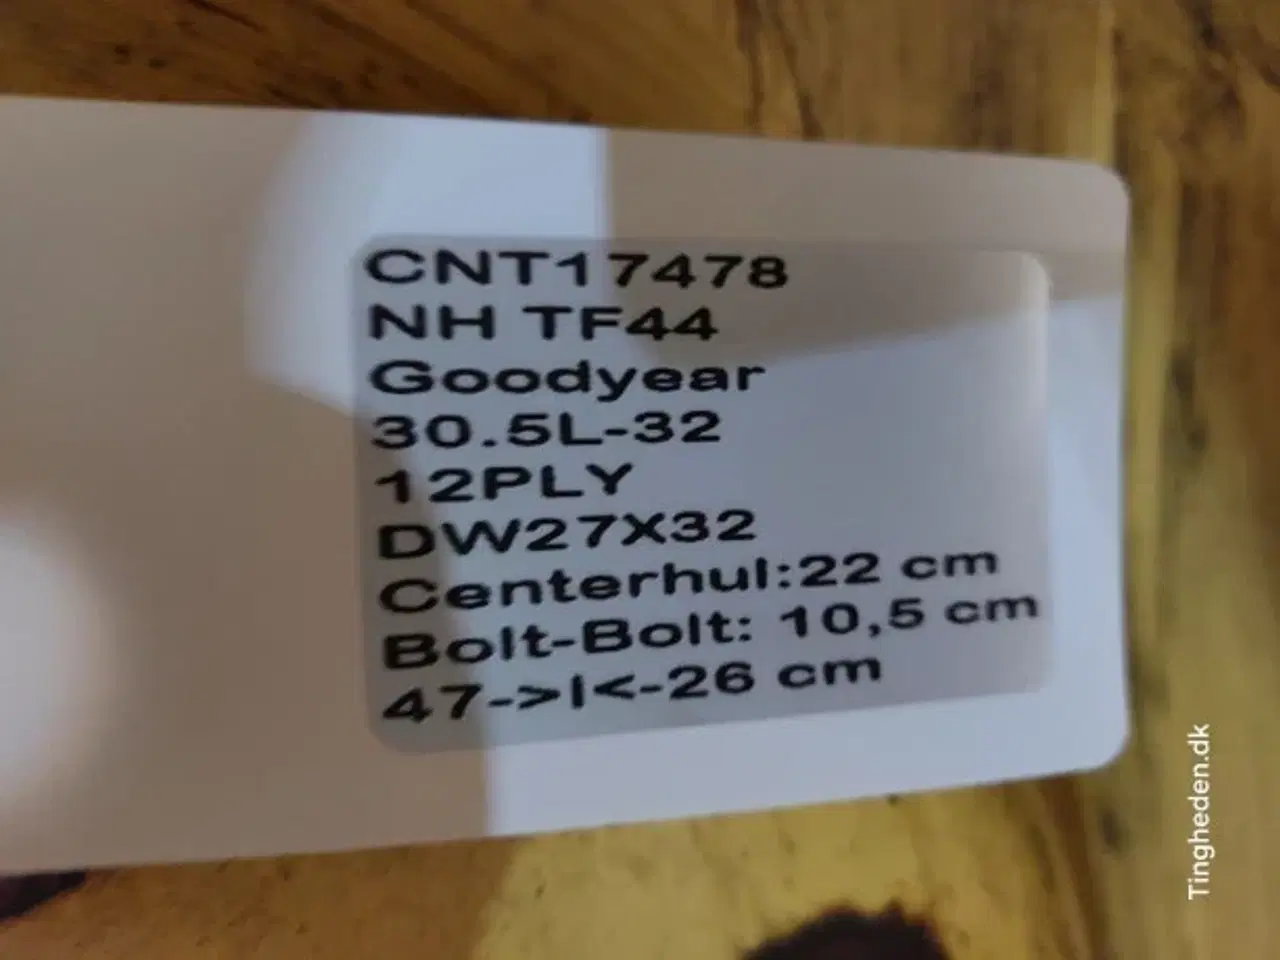 CNT17478
NH TF44
Goodyear
30.5L-32
12PLY
DW27X32
Centerhul:22 cm
Bolt-Bolt: 10,5 cm
47->|<-26 cm
Tingheden.dk